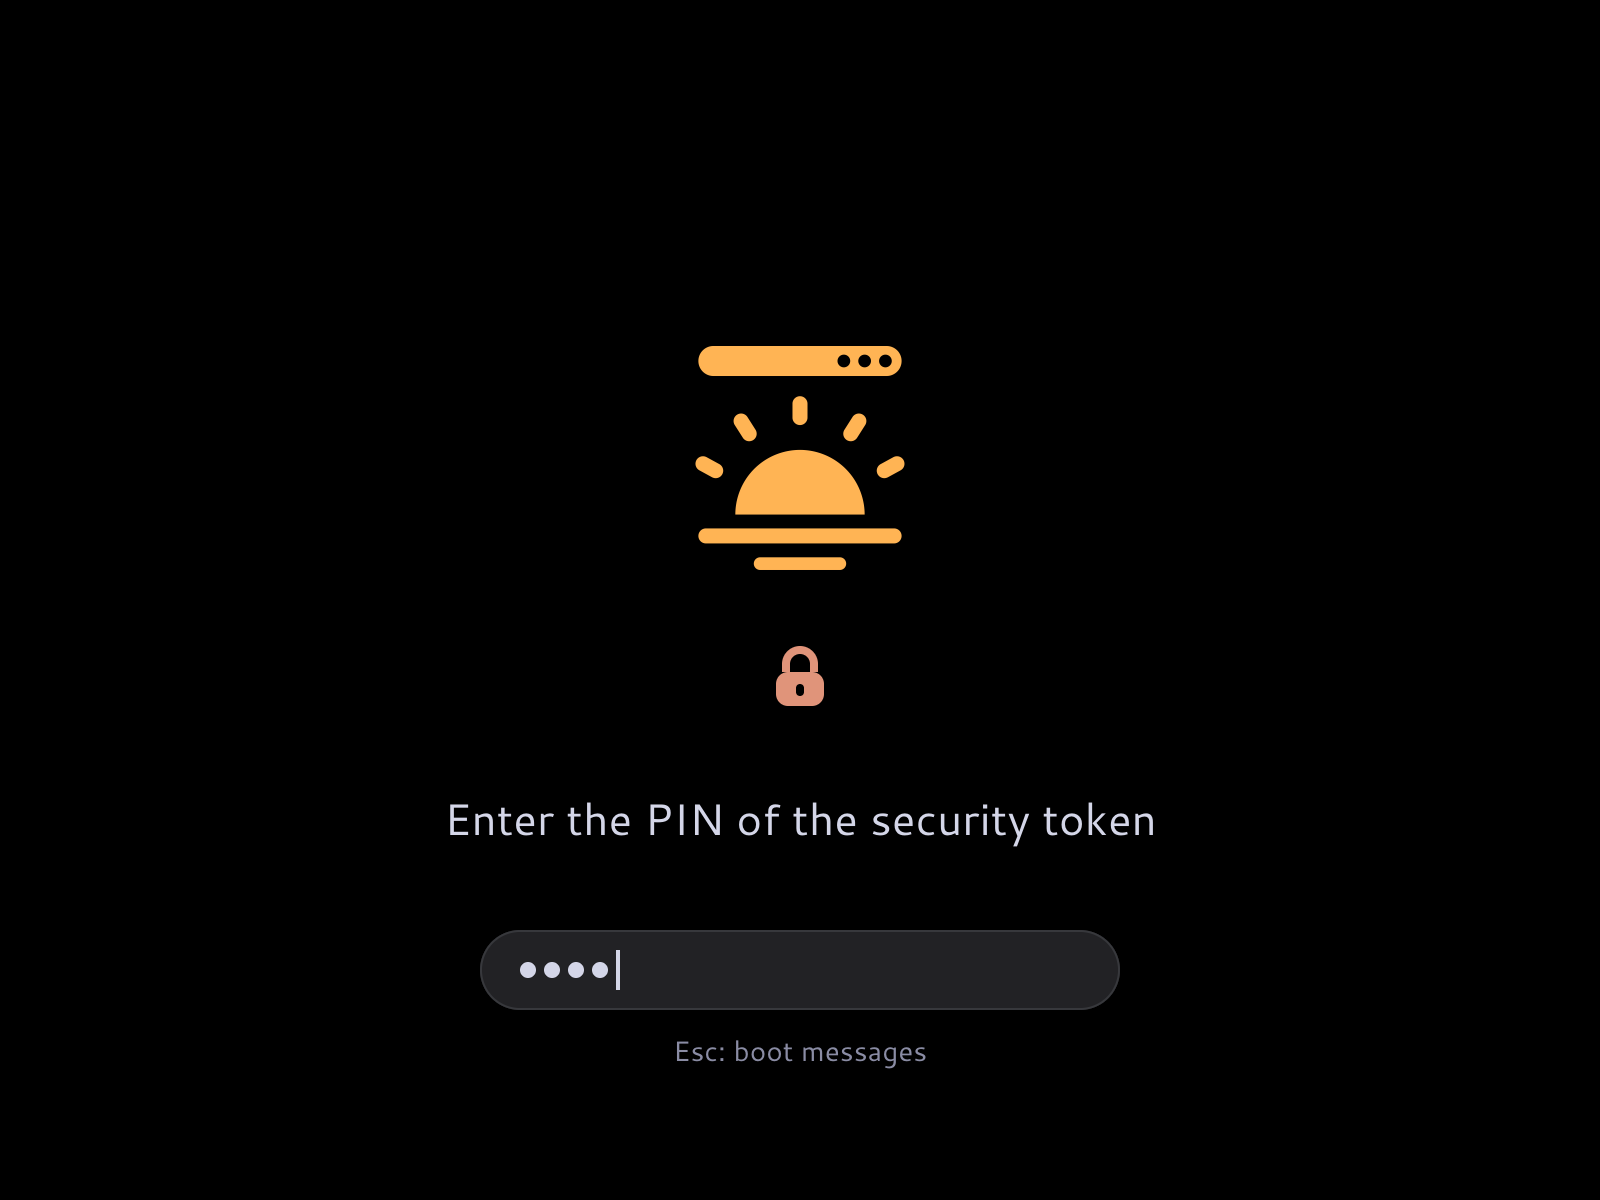 Enter the PIN of the security token
Esc: boot messages